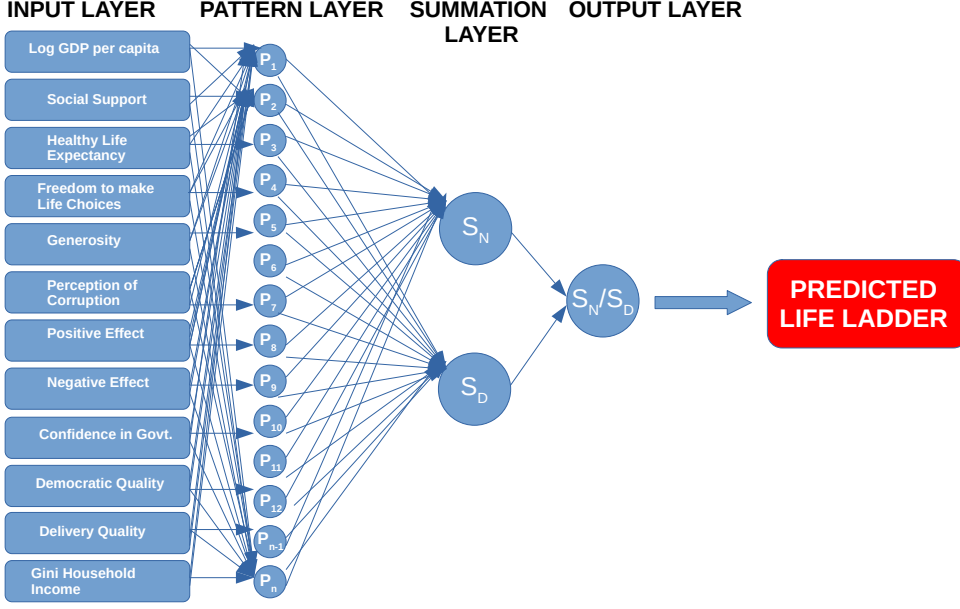 INPUT LAYER
PATTERN LAYER
SUMMATION
LAYER
OUTPUT LAYER
Log GDP per capita
Social Support
Healthy Life
Expectancy
Freedom to make
Life Choices
Generosity
Perception of
Corruption
Positive Effect
Negative Effect
Confidence in Govt.
Democratic Quality
Delivery Quality
Gini Household
Income
P1
P2
P3
P4
P5
P6
P7
P8
P9
P10
P11
P12
Pn-1
Pn
SN
SD
SN/SD
PREDICTED
LIFE LADDER